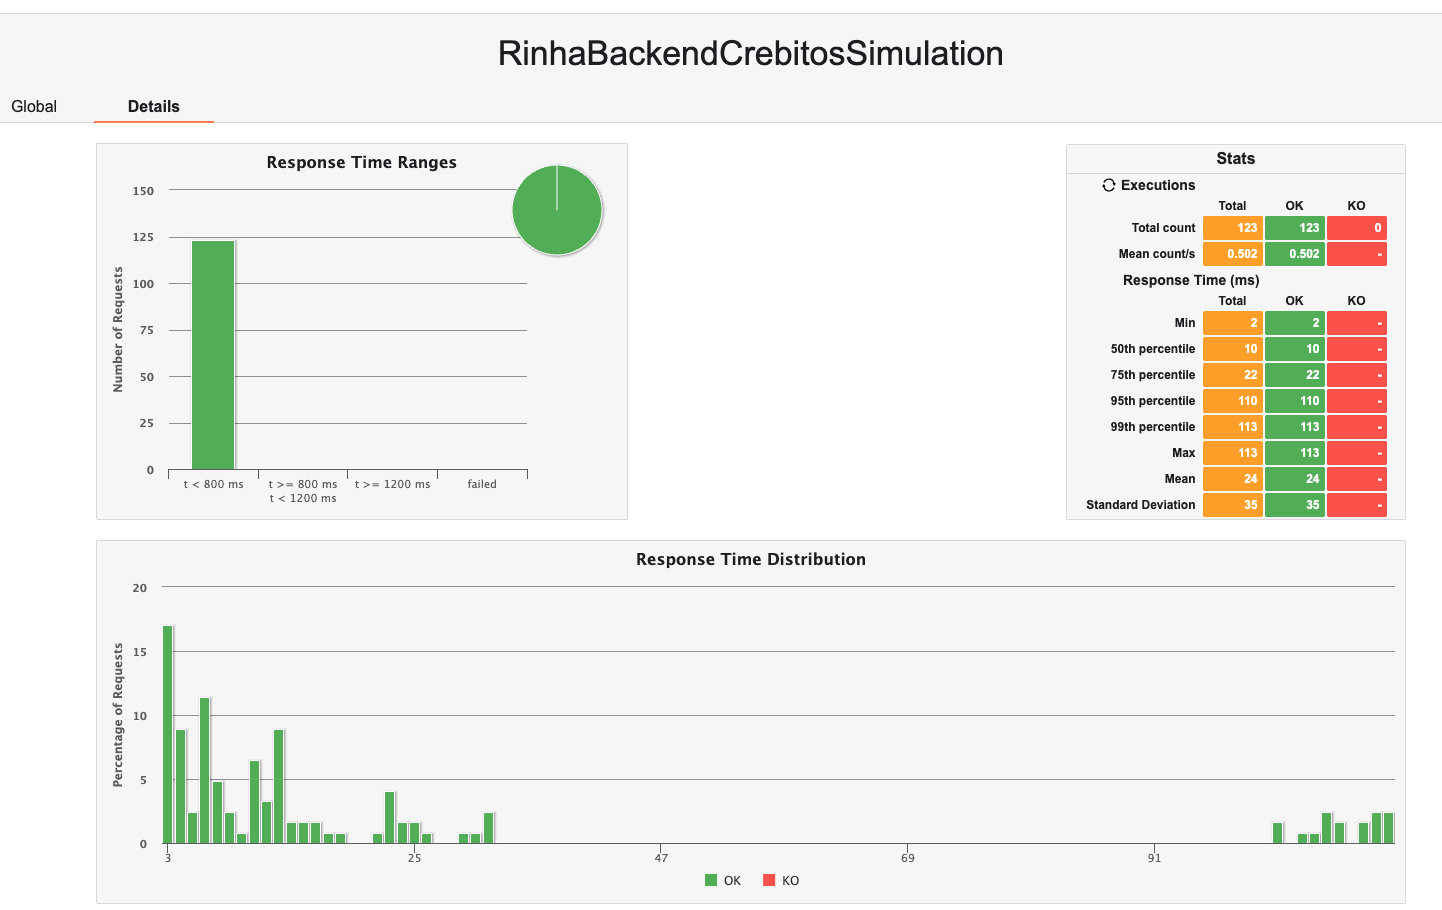 RinhaBackendCrebitosSimulation
Global
Details
Response Time Ranges
Number of Requests
150
125
100
75
50
25
0
t < 800 ms
t >= 800 ms
t < 1200 ms
t >= 1200 ms
failed
Stats
Executions
Total OK KO
Total count 123 123 0
Mean count/s 0.502 0.502 -
Response Time (ms)
Total OK KO
Min 2 2 -
50th percentile 10 10 -
75th percentile 22 22 -
95th percentile 110 110 -
99th percentile 113 113 -
Max 113 113 -
Mean 24 24 -
Standard Deviation 35 35 -
Response Time Distribution
Percentage of Requests
20
15
10
5
0
3 25 47 69 91
OK KO